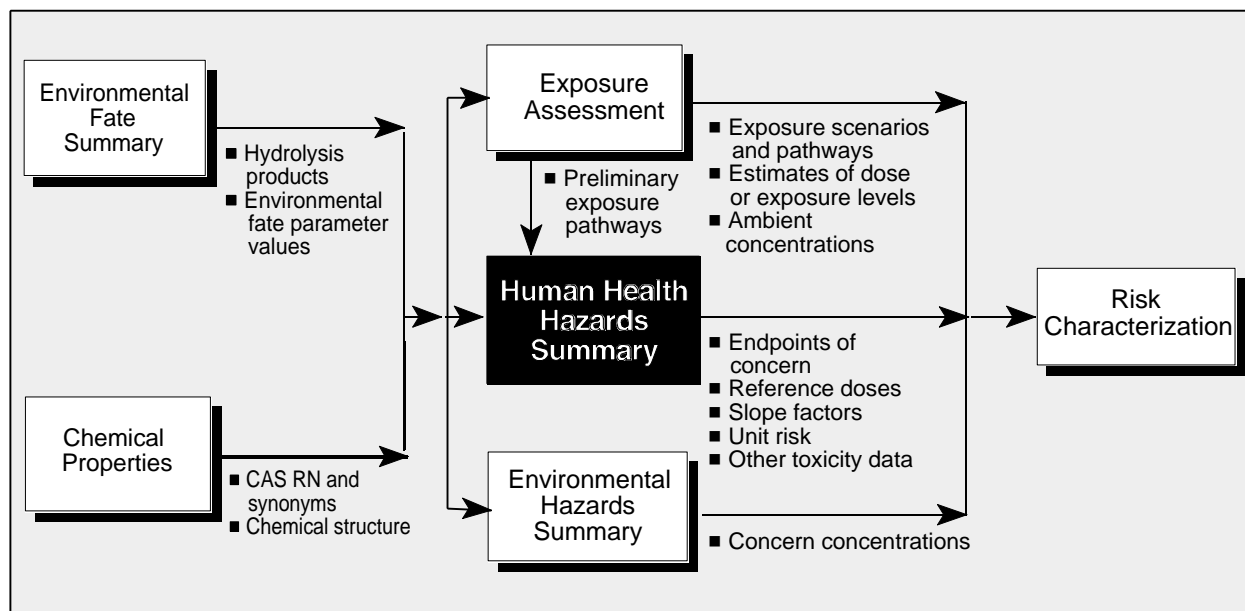 Environmental
Fate
Summary
■ Hydrolysis
products
■ Environmental
fate parameter
values
Chemical
Properties
■ CAS RN and
synonyms
■ Chemical structure
Exposure
Assessment
■ Preliminary
exposure
pathways
■ Exposure scenarios
and pathways
■ Estimates of dose
or exposure levels
■ Ambient
concentrations
Human Health
Hazards
Summary
■ Endpoints of
concern
■ Reference doses
■ Slope factors
■ Unit risk
■ Other toxicity data
Environmental
Hazards
Summary
■ Concern concentrations
Risk
Characterization